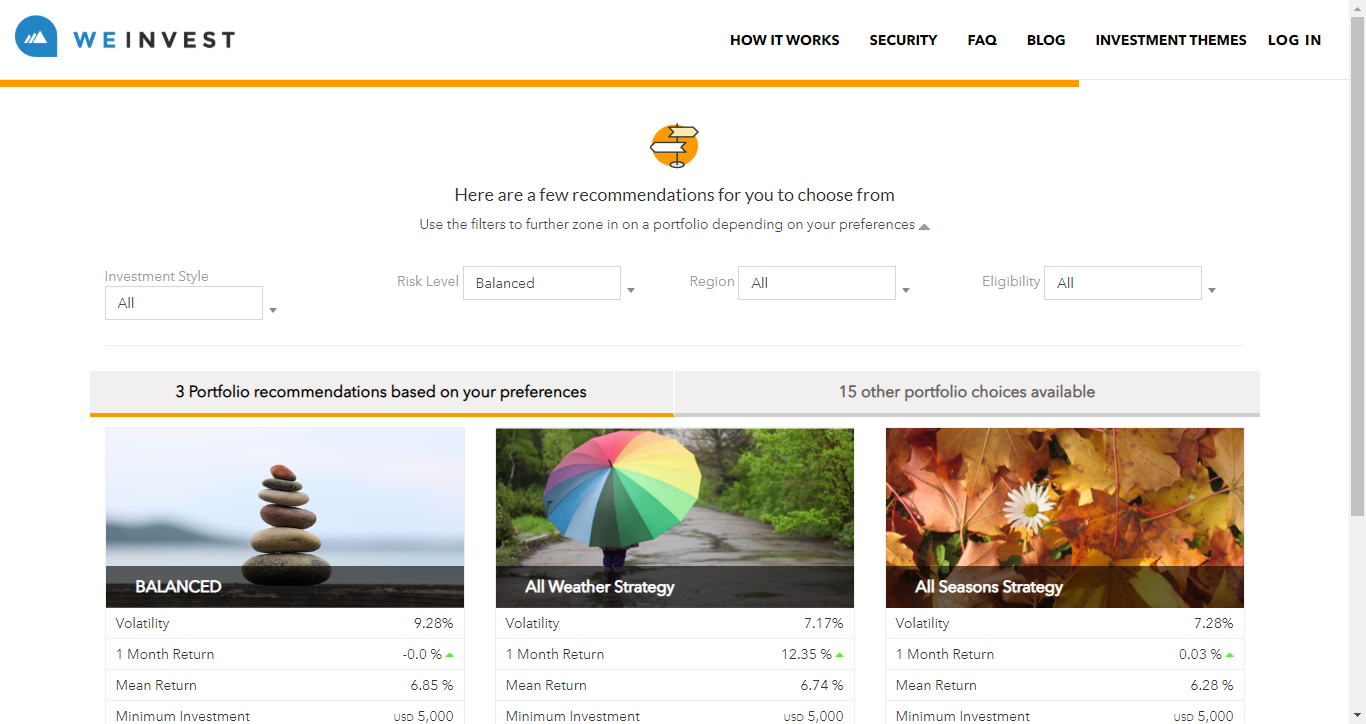 WEINVEST
HOW IT WORKS SECURITY FAQ BLOG INVESTMENT THEMES LOG IN
Here are a few recommendations for you to choose from
Use the filters to further zone in on a portfolio depending on your preferences
Investment Style
All
Risk Level Balanced
Region All
Eligibility All
3 Portfolio recommendations based on your preferences
15 other portfolio choices available
BALANCED
Volatility 9.28%
1 Month Return -0.0 %
Mean Return 6.85 %
Minimum Investment USD 5,000
All Weather Strategy
Volatility 7.17%
1 Month Return 12.35 %
Mean Return 6.74 %
Minimum Investment USD 5,000
All Seasons Strategy
Volatility 7.28%
1 Month Return 0.03 %
Mean Return 6.28 %
Minimum Investment USD 5,000